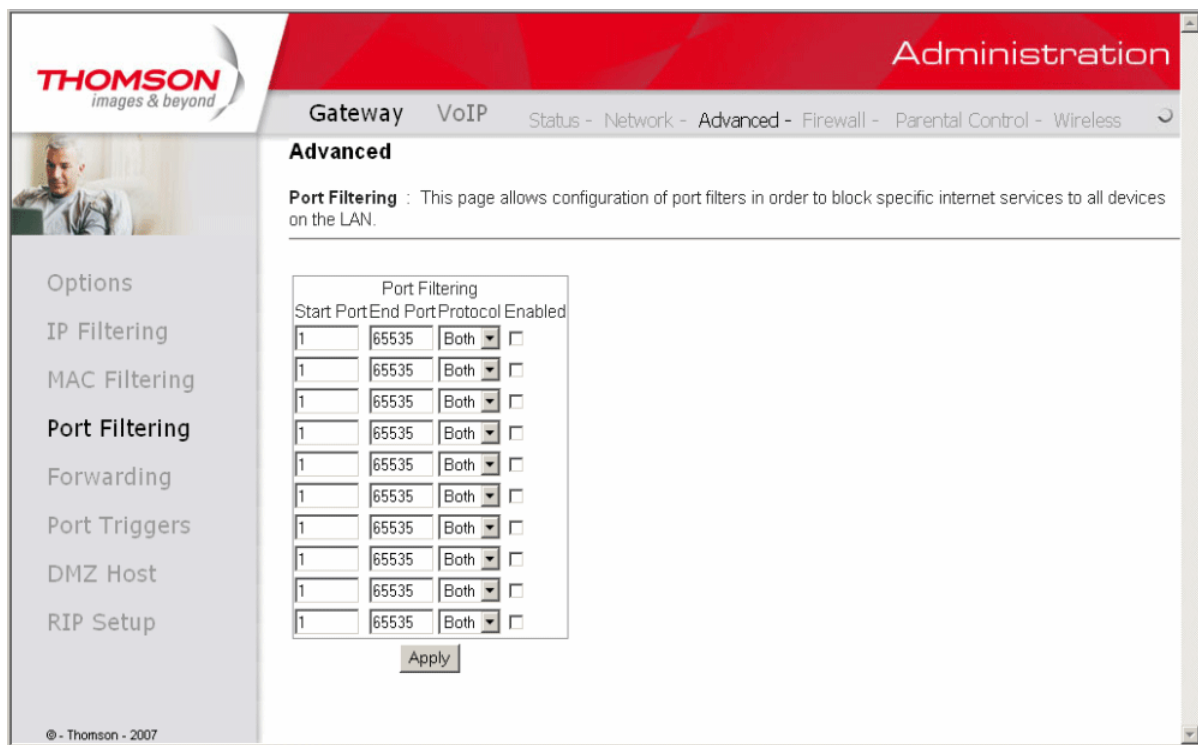 THOMSON
images & beyond
Administration
Gateway VoIP Status - Network - Advanced - Firewall - Parental Control - Wireless
Advanced
Port Filtering : This page allows configuration of port filters in order to block specific internet services to all devices
on the LAN.
Options
IP Filtering
MAC Filtering
Port Filtering
Forwarding
Port Triggers
DMZ Host
RIP Setup
Port Filtering
Start Port End Port Protocol Enabled
1 65535 Both
1 65535 Both
1 65535 Both
1 65535 Both
1 65535 Both
1 65535 Both
1 65535 Both
1 65535 Both
1 65535 Both
1 65535 Both
Apply
© - Thomson - 2007